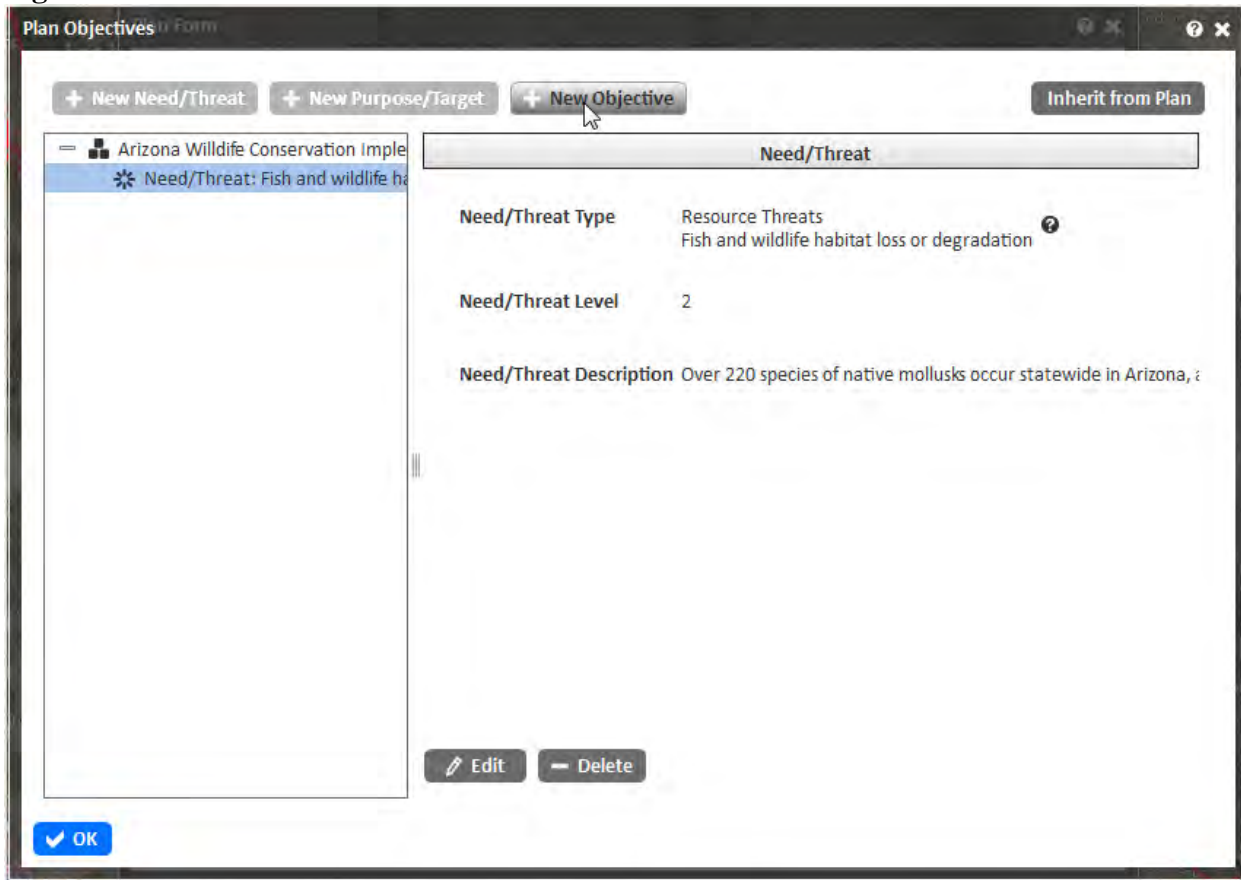 Plan Objectives
+ New Need/Threat + New Purpose/Target + New Objective Inherit from Plan
Arizona Willdife Conservation Imple
Need/Threat: Fish and wildlife ha
Need/Threat
Need/Threat Type Resource Threats
Fish and wildlife habitat loss or degradation
Need/Threat Level 2
Need/Threat Description Over 220 species of native mollusks occur statewide in Arizona,
Edit Delete
OK